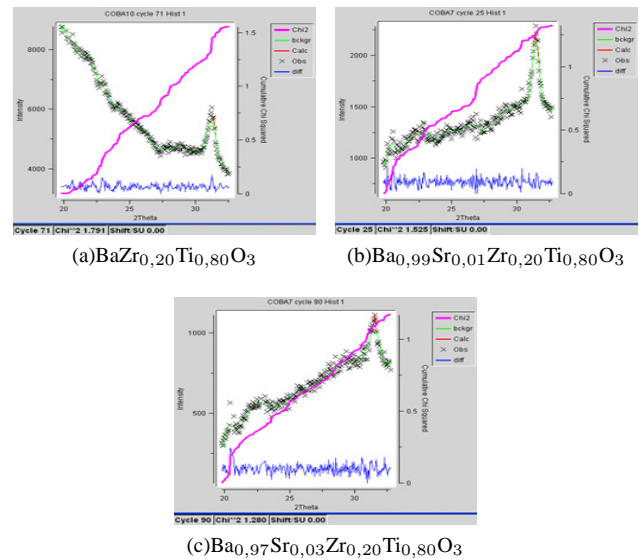 COBA10 cycle 71 Hist 1
Chi2
bckgr
Calc
Obs
diff
8000
6000
4000
Intensity
1.5
1
0.5
0
Cumulative Chi Squared
20 25 30
2Theta
Cycle 71 Chi**2 1.791 Shift/SU 0.00
(a)BaZr0,20Ti0,80O3
COBA7 cycle 25 Hist 1
Chi2
bckgr
Calc
Obs
diff
2000
1500
1000
Intensity
1
0.5
0
Cumulative Chi Squared
20 25 30
2Theta
Cycle 25 Chi**2 1.525 Shift/SU 0.00
(b)Ba0,99Sr0,01Zr0,20Ti0,80O3
COBA7 cycle 90 Hist 1
Chi2
bckgr
Calc
Obs
diff
1000
500
Intensity
1
0.5
0
Cumulative Chi Squared
20 25 30
2Theta
Cycle 90 Chi**2 1.280 Shift/SU 0.00
(c)Ba0,97Sr0,03Zr0,20Ti0,80O3